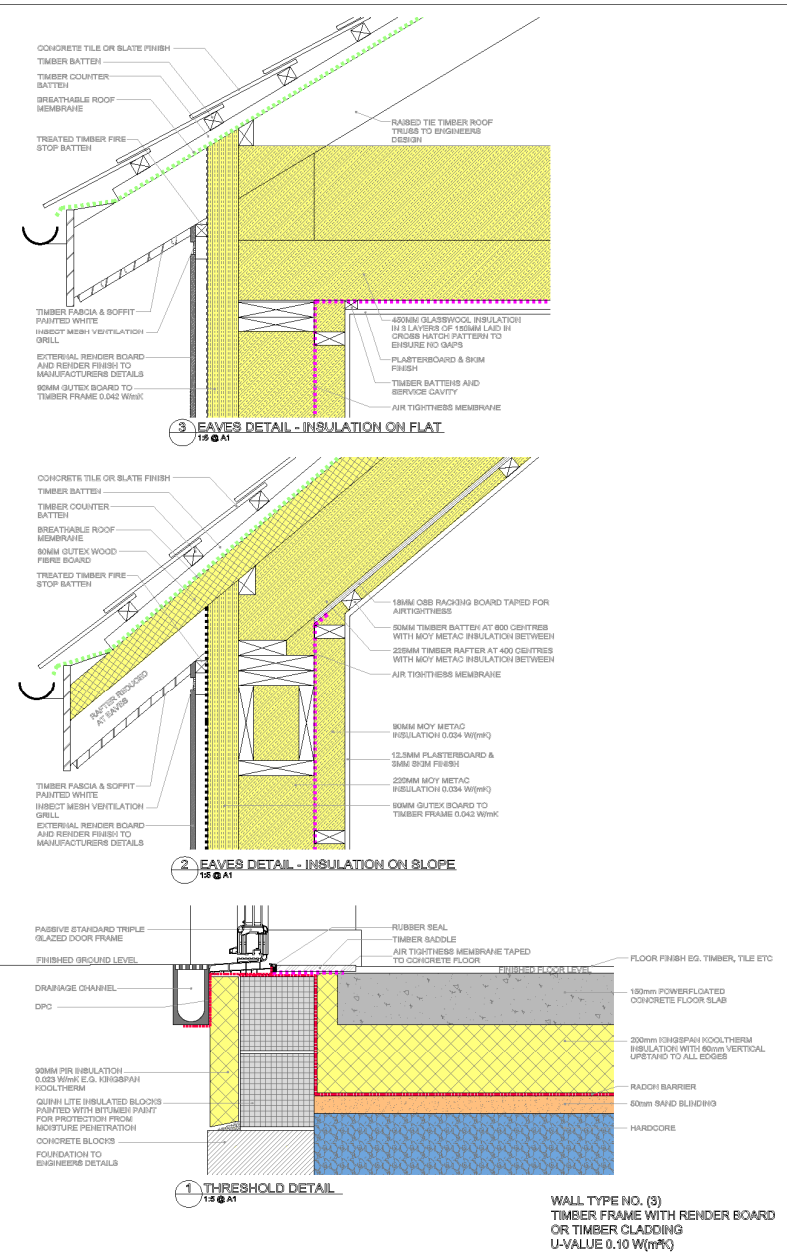 CONCRETE TILE OR SLATE FINISH
TIMBER BATTEN
TIMBER COUNTER
BATTEN
BREATHABLE ROOF
MEMBRANE
TREATED TIMBER FIRE
STOP BATTEN
RAISED TIE TIMBER ROOF
TRUSS TO ENGINEERS
DESIGN
TIMBER FASCIA & SOFFIT
PAINTED WHITE
INSECT MESH VENTILATION
GRILL
EXTERNAL RENDER BOARD
AND RENDER FINISH TO
MANUFACTURERS DETAILS
TIMBER FRAME 0.042 W/mK
450MM GLASSWOOL INSULATION
IN 3 LAYERS OF 150MM LAID IN
CROSS HATCH PATTERN TO
ENSURE NO GAPS
PLASTERBOARD & SKIM
FINISH
TIMBER BATTENS AND
SERVICE CAVITY
AIR TIGHTNESS MEMBRANE
3 EAVES DETAIL - INSULATION ON FLAT
1:5 @ A1
CONCRETE TILE OR SLATE FINISH
TIMBER BATTEN
TIMBER COUNTER
BATTEN
BREATHABLE ROOF
MEMBRANE
GUTEX WOOD
FIBRE BOARD
TREATED TIMBER FIRE
STOP BATTEN
18MM OSB RACKING BOARD TAPED FOR
AIRTIGHTNESS
50MM TIMBER BATTEN AT 600 CENTRES
WITH MOY METAC INSULATION BETWEEN
225MM TIMBER RAFTER AT 400 CENTRES
WITH MOY METAC INSULATION BETWEEN
AIR TIGHTNESS MEMBRANE
RAFTER REDUCED
AT EAVES
90MM MOY METAC
INSULATION 0.034 W/(mK)
12.5MM PLASTERBOARD &
3MM SKIM FINISH
MOY METAC
INSULATION 0.034 W/(mK)
GUTEX BOARD TO
TIMBER FRAME 0.042 W/mK
TIMBER FASCIA & SOFFIT
PAINTED WHITE
INSECT MESH VENTILATION
GRILL
EXTERNAL RENDER BOARD
AND RENDER FINISH TO
MANUFACTURERS DETAILS
2 EAVES DETAIL - INSULATION ON SLOPE
1:5 @ A1
PASSIVE STANDARD TRIPLE
GLAZED DOOR FRAME
FINISHED GROUND LEVEL
DRAINAGE CHANNEL
DPC
RUBBER SEAL
TIMBER SADDLE
AIR TIGHTNESS MEMBRANE TAPED
TO CONCRETE FLOOR
FLOOR FINISH EG. TIMBER, TILE ETC
FINISHED FLOOR LEVEL
150mm POWERFLOATED
CONCRETE FLOOR SLAB
200mm KINGSPAN KOOLTHERM
INSULATION WITH 60mm VERTICAL
UPSTAND TO ALL EDGES
RADON BARRIER
50mm SAND BLINDING
HARDCORE
90MM PIR INSULATION
0.023 W/mK E.G. KINGSPAN
KOOLTHERM
QUINN LITE INSULATED BLOCKS
PAINTED WITH BITUMEN PAINT
FOR PROTECTION FROM
MOISTURE PENETRATION
CONCRETE BLOCKS
FOUNDATION TO
ENGINEERS DETAILS
1 THRESHOLD DETAIL
1:5 @ A1
WALL TYPE NO. (3)
TIMBER FRAME WITH RENDER BOARD
OR TIMBER CLADDING
U-VALUE 0.10 W(m²K)